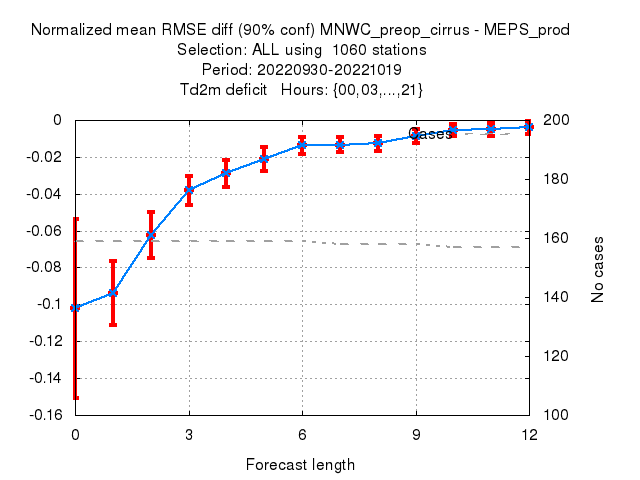 Normalized mean RMSE diff (90% conf) MNWC_preop_cirrus - MEPS_prod
Selection: ALL using  1060 stations
Period: 20220930-20221019
Td2m deficit   Hours: {00,03,...,21}
0
-0.02
-0.04
-0.06
-0.08
-0.1
-0.12
-0.14
-0.16
Cases
200
180
160
140
120
100
No cases
0 3 6 9 12
Forecast length